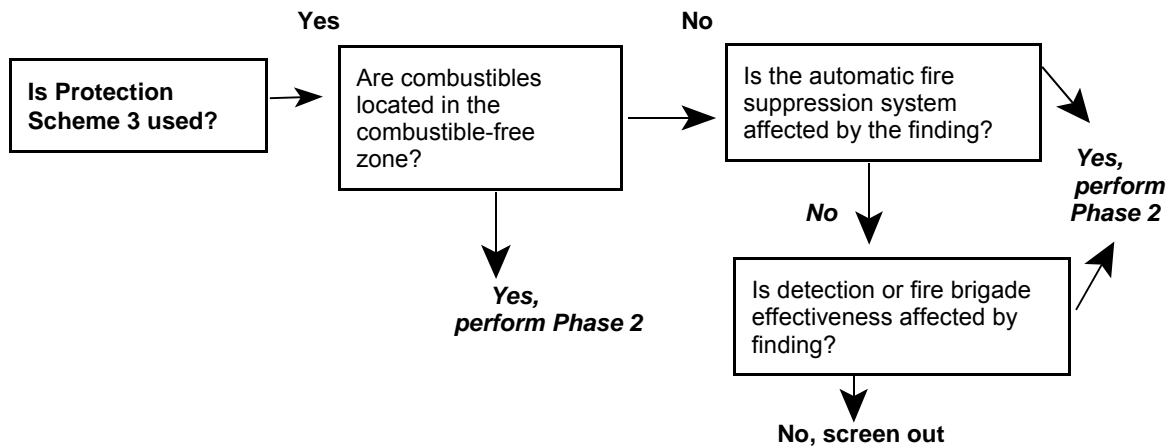 Yes
No
Is Protection
Scheme 3 used?
Are combustibles
located in the
combustible-free
zone?
Is the automatic fire
suppression system
affected by the finding?
Yes,
perform
Phase 2
No
Yes,
perform Phase 2
Is detection or fire brigade
effectiveness affected by
finding?
No, screen out